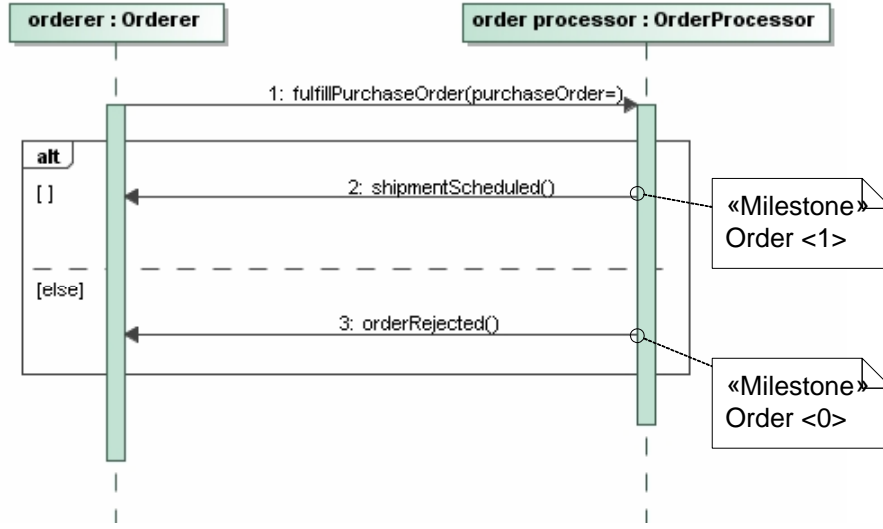 orderer : Orderer
order processor : OrderProcessor
1: fulfillPurchaseOrder(purchaseOrder=)
alt
[ ]
2: shipmentScheduled()
«Milestone»
Order <1>
[else]
3: orderRejected()
«Milestone»
Order <0>